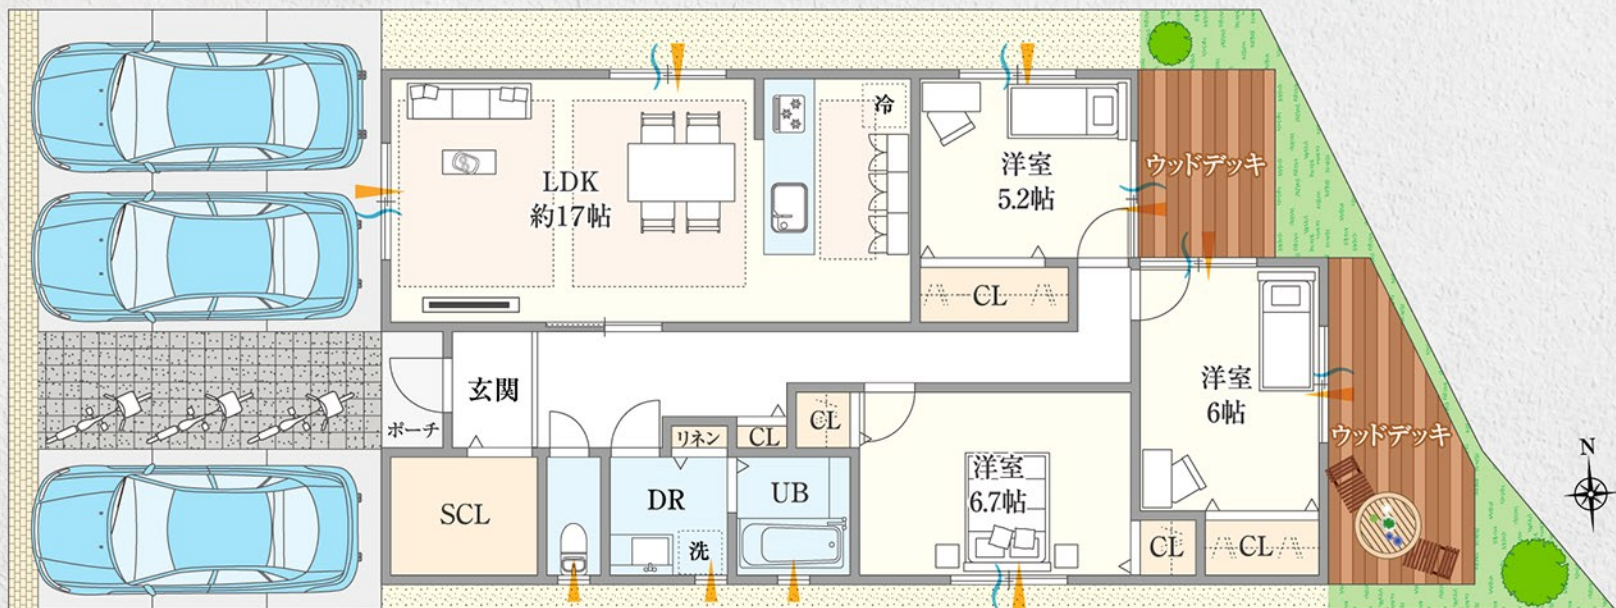 冷
LDK
約17帖
洋室
5.2帖
ウッドデッキ
CL
玄関
ポーチ
洋室
6帖
ウッドデッキ
N
CL
リネン
CL
SCL
DR
洗
UB
洋室
6.7帖
CL
CL